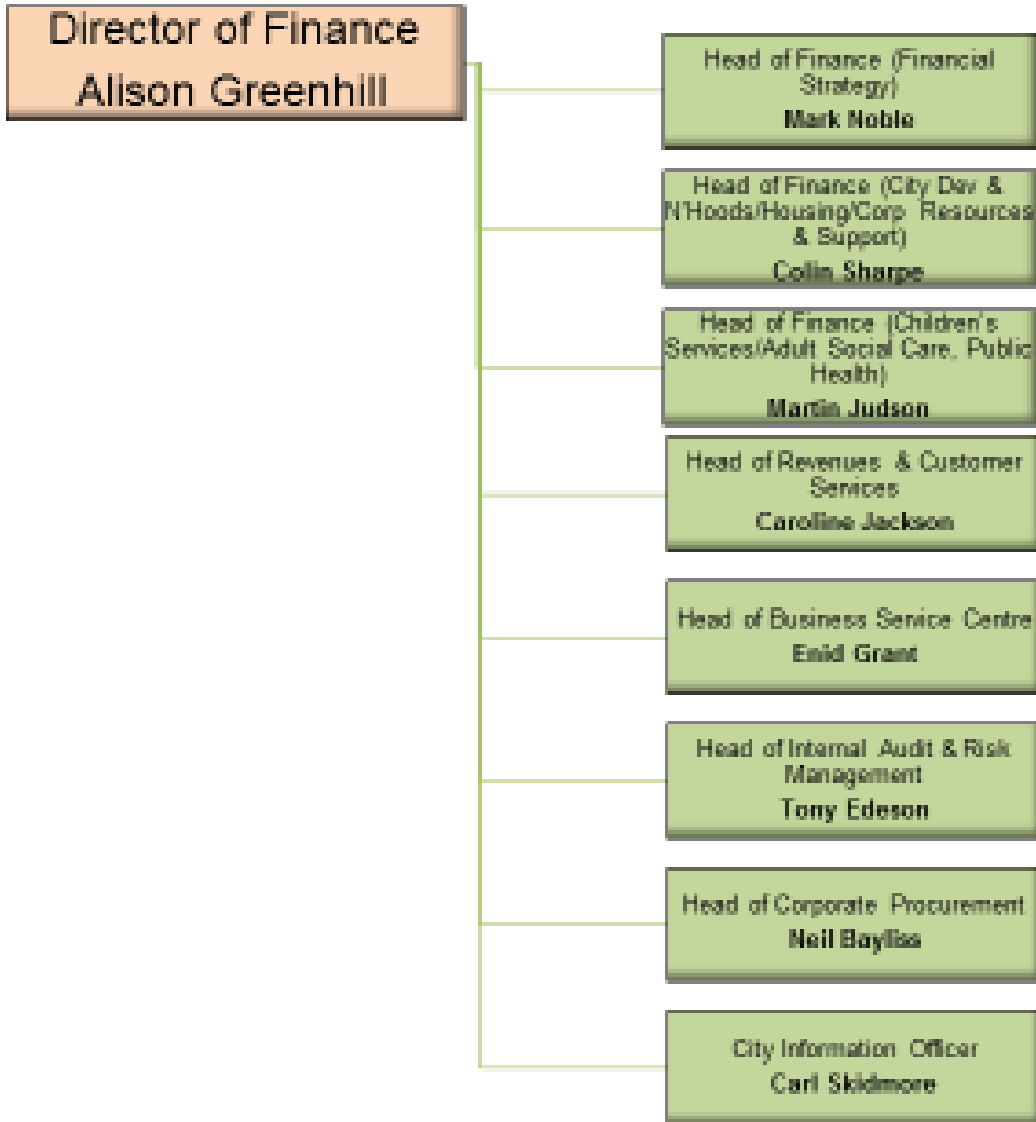 Director of Finance
Alison Greenhill
Head of Finance (Financial
Strategy)
Mark Noble
Head of Finance (City Dev &
N'Hoods/Housing/Corp Resources
& Support)
Colin Sharpe
Head of Finance (Children's
Services/Adult Social Care, Public
Health)
Martin Judson
Head of Revenues & Customer
Services
Caroline Jackson
Head of Business Service Centre
Enid Grant
Head of Internal Audit & Risk
Management
Tony Edeson
Head of Corporate Procurement
Neil Bayliss
City Information Officer
Carl Skidmore